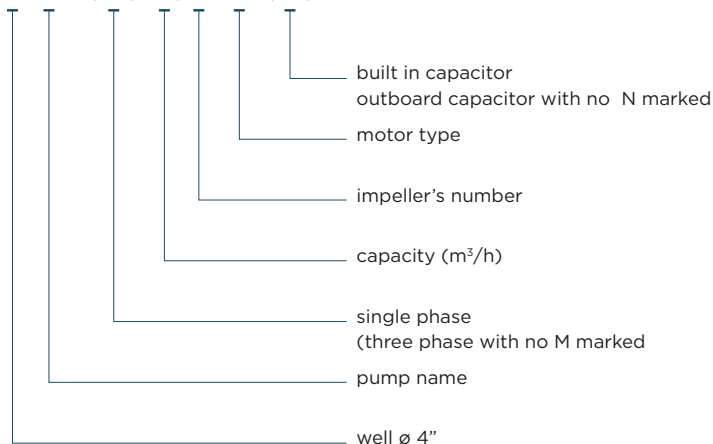 built in capacitor
outboard capacitor with no N marked
motor type
impeller's number
capacity (m³/h)
single phase
(three phase with no M marked
pump name
well ø 4”